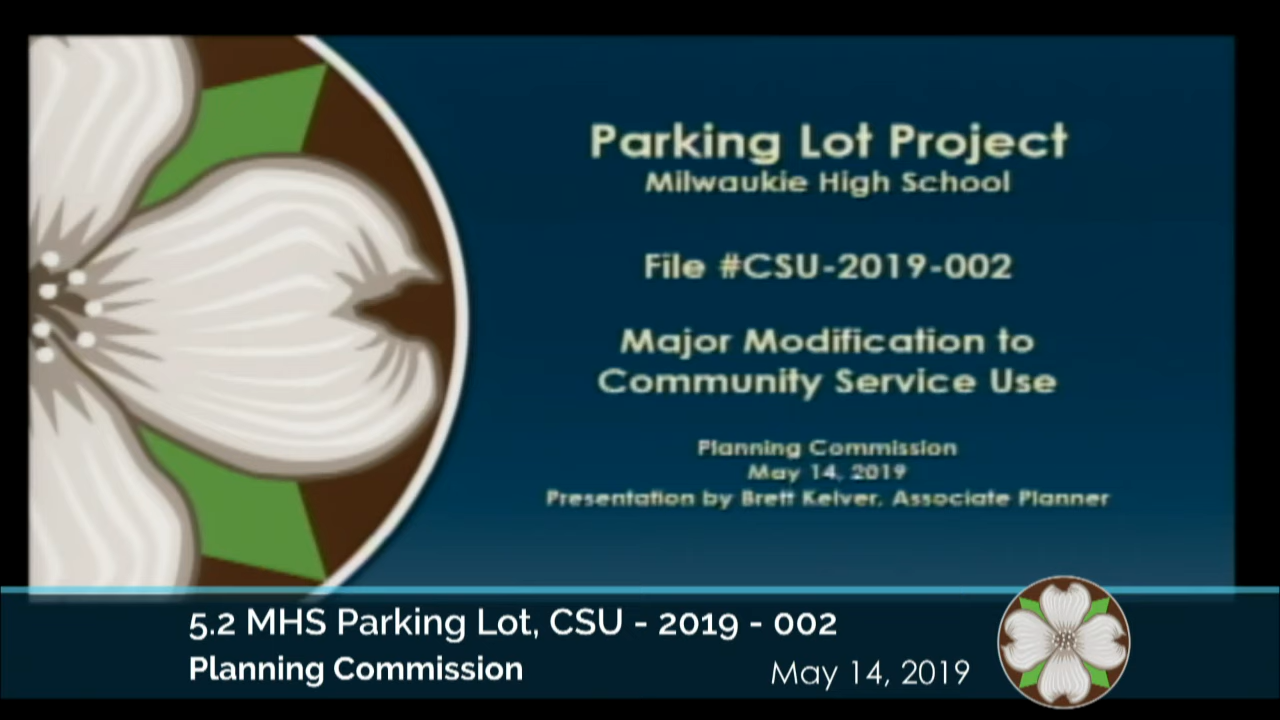 Parking Lot Project
Milwaukie High School
File #CSU-2019-002
Major Modification to
Community Service Use
Planning Commission
May 14, 2019
Presentation by Brett Kelver, Associate Planner
5.2 MHS Parking Lot, CSU - 2019 - 002
Planning Commission
May 14, 2019